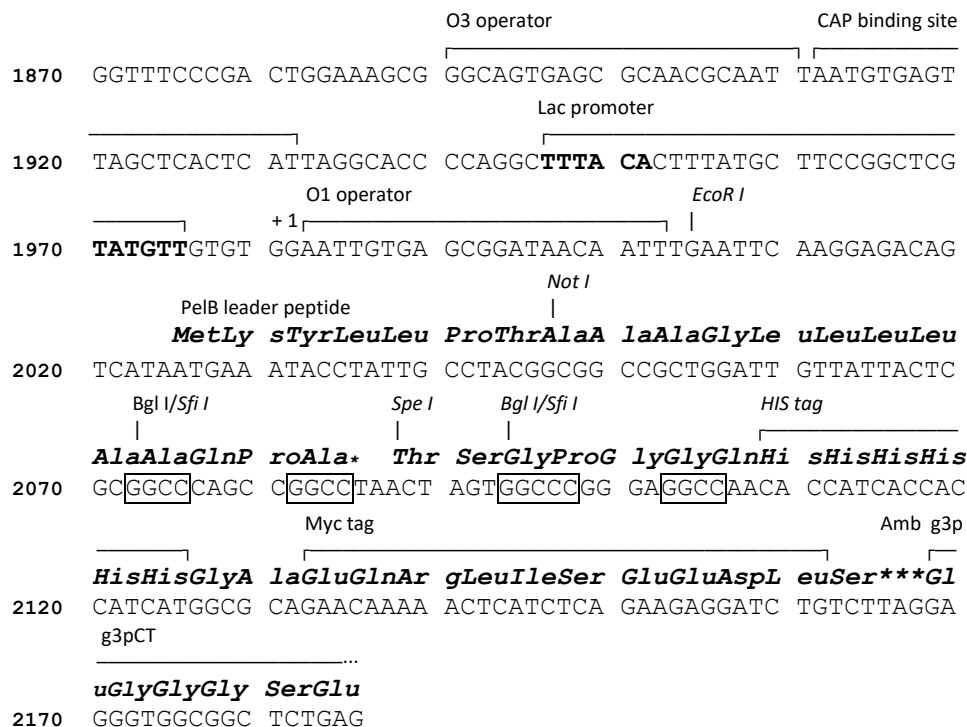 O3 operator CAP binding site
1870 GGTTTCCCGA CTGGAAAGCG GGCAGTGAGC GCAACGCAAT TAATGTGAGT
Lac promoter
1920 TAGCTCACTC ATTAGGCACC CCAGGCTTTA CACTTTATGC TTCCGGCTCG
+ 1 O1 operator EcoR I
1970 TATGTTGTGT GGAATTGTGA GCGGATAACA ATTTGAATTC AAGGAGACAG
Not I
PelB leader peptide
MetLy sTyrLeuLeu ProThrAlaA laAlaGlyLe uLeuLeuLeu
2020 TCATAATGAA ATACCTATTG CCTACGGCGG CCGCTGGATT GTTATTACTC
Bgl I/Sfi I Spe I Bgl I/Sfi I HIS tag
AlaAlaGlnP roAla* Thr SerGlyProG lyGlyGlnHi sHisHisHis
2070 GCGGCCCAGC CGGCCTAACT AGTGGCCCGG GAGGCCAACA CCATCACCAC
Myc tag Amb g3p
HisHisGlyA laGluGlnAr gLeuIleSer GluGluAspL euSer***Gl
2120 CATCATGGCG CAGAACAAAA ACTCATCTCA GAAGAGGATC TGTCTTAGGA
g3pCT
...
uGlyGlyGly SerGlu
2170 GGGTGGCGGC TCTGAG